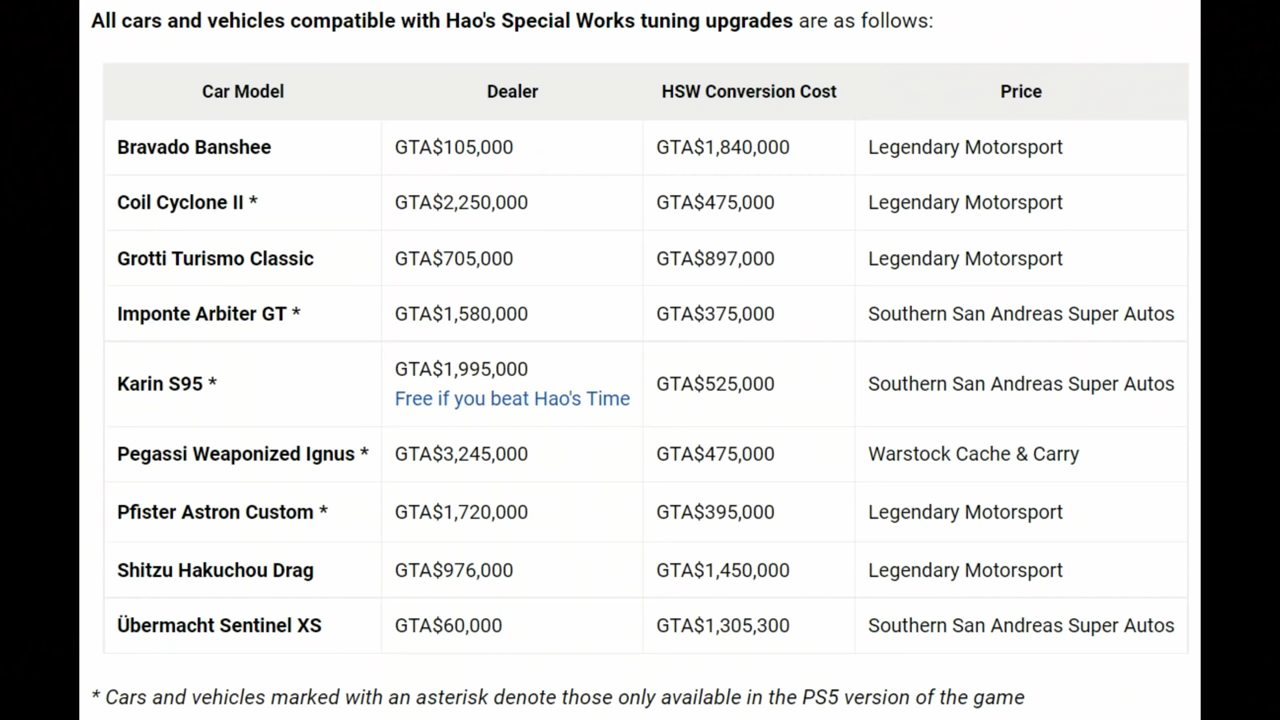 All cars and vehicles compatible with Hao's Special Works tuning upgrades are as follows:
Car Model Dealer HSW Conversion Cost Price
Bravado Banshee GTA$105,000 GTA$1,840,000 Legendary Motorsport
Coil Cyclone II * GTA$2,250,000 GTA$475,000 Legendary Motorsport
Grotti Turismo Classic GTA$705,000 GTA$897,000 Legendary Motorsport
Imponte Arbiter GT * GTA$1,580,000 GTA$375,000 Southern San Andreas Super Autos
Karin S95 * GTA$1,995,000 GTA$525,000 Southern San Andreas Super Autos
Free if you beat Hao's Time
Pegassi Weaponized Ignus * GTA$3,245,000 GTA$475,000 Warstock Cache & Carry
Pfister Astron Custom * GTA$1,720,000 GTA$395,000 Legendary Motorsport
Shitzu Hakuchou Drag GTA$976,000 GTA$1,450,000 Legendary Motorsport
Übermacht Sentinel XS GTA$60,000 GTA$1,305,300 Southern San Andreas Super Autos
* Cars and vehicles marked with an asterisk denote those only available in the PS5 version of the game